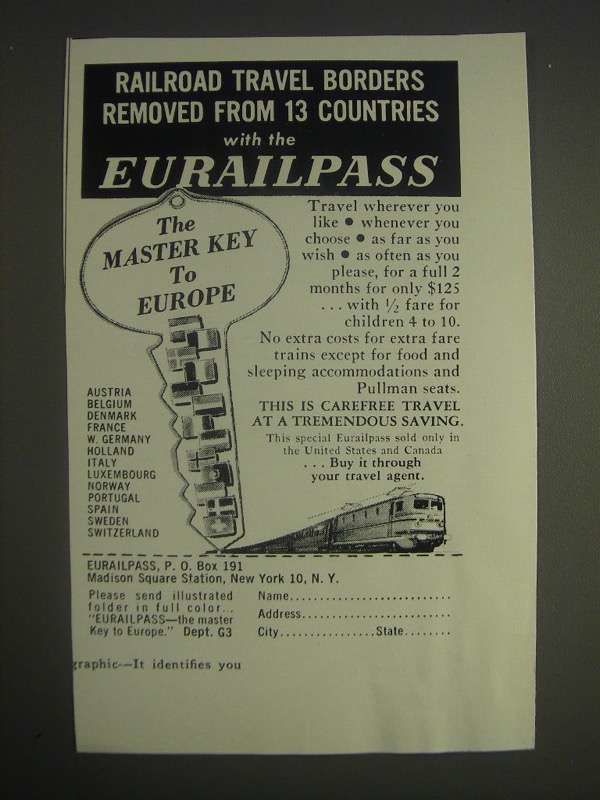 RAILROAD TRAVEL BORDERS
REMOVED FROM 13 COUNTRIES
with the
EURAILPASS
The
MASTER KEY
To
EUROPE
Travel wherever you
like ● whenever you
choose ● as far as you
wish ● as often as you
please, for a full 2
months for only $125
... with ½ fare for
children 4 to 10.
No extra costs for extra fare
trains except for food and
sleeping accommodations and
Pullman seats.
THIS IS CAREFREE TRAVEL
AT A TREMENDOUS SAVING.
This special Eurailpass sold only in
the United States and Canada
... Buy it through
your travel agent.
AUSTRIA
BELGIUM
DENMARK
FRANCE
W. GERMANY
HOLLAND
ITALY
LUXEMBOURG
NORWAY
PORTUGAL
SPAIN
SWEDEN
SWITZERLAND
EURAILPASS, P. O. Box 191
Madison Square Station, New York 10, N. Y.
Please send illustrated
folder in full color...
"EURAILPASS—the master
Key to Europe." Dept. G3
Name............................
Address..........................
City.................State........
graphic—It identifies you